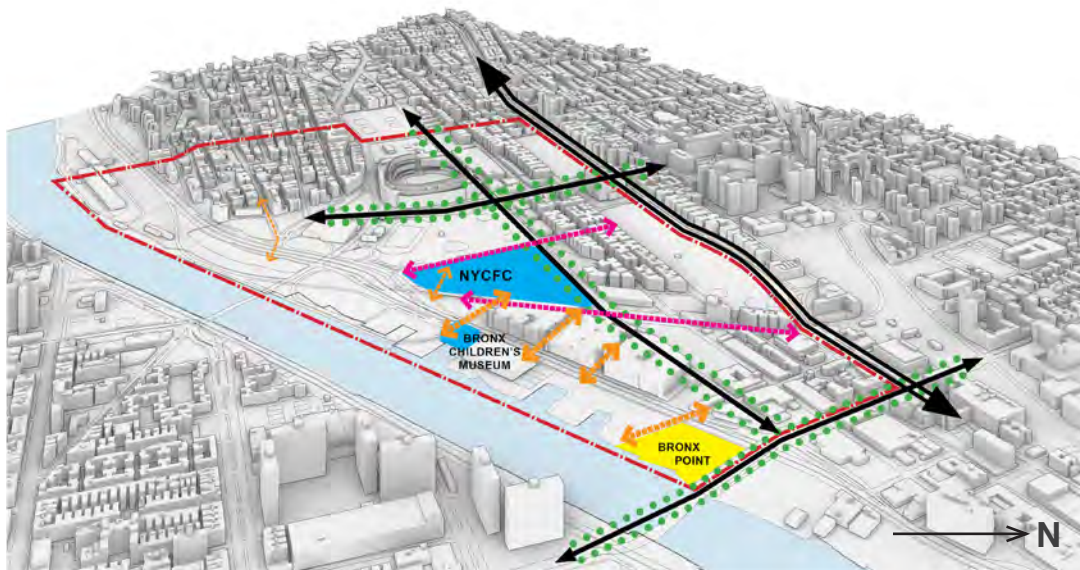 NYCFC
BRONX
CHILDREN'S
MUSEUM
BRONX
POINT
N